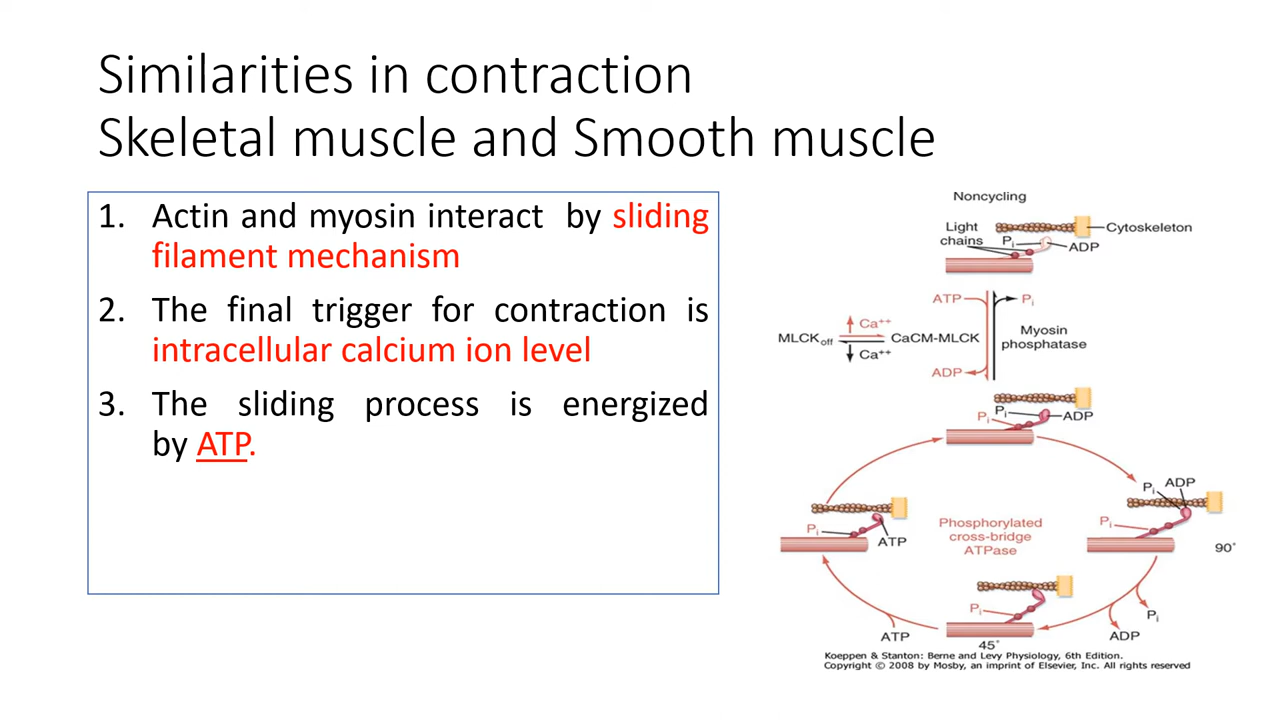 Similarities in contraction
Skeletal muscle and Smooth muscle
1. Actin and myosin interact by sliding
filament mechanism
2. The final trigger for contraction is
intracellular calcium ion level
3. The sliding process is energized
by ATP.
Noncycling
Light
chains
Pi
ADP
Cytoskeleton
ATP
Pi
MLCKoff
Ca++
Ca++
CaCM-MLCK
Myosin
phosphatase
ADP
Pi
Pi
ADP
Pi
ADP
Pi
90°
Pi
ATP
Phosphorylated
cross-bridge
ATPase
Pi
45°
ATP
ADP
Pi
Koeppen & Stanton: Berne and Levy Physiology, 6th Edition.
Copyright © 2008 by Mosby, an imprint of Elsevier, Inc. All rights reserved